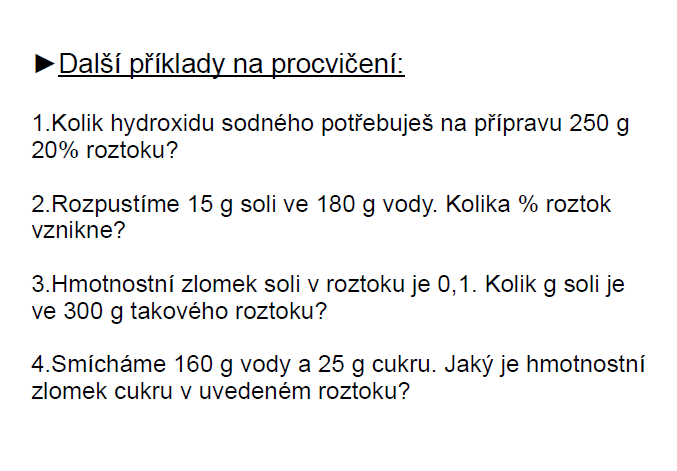 ►Další příklady na procvičení:
1.Kolik hydroxidu sodného potřebuješ na přípravu 250 g
20% roztoku?
2.Rozpustíme 15 g soli ve 180 g vody. Kolika % roztok
vznikne?
3.Hmotnostní zlomek soli v roztoku je 0,1. Kolik g soli je
ve 300 g takového roztoku?
4.Smícháme 160 g vody a 25 g cukru. Jaký je hmotnostní
zlomek cukru v uvedeném roztoku?